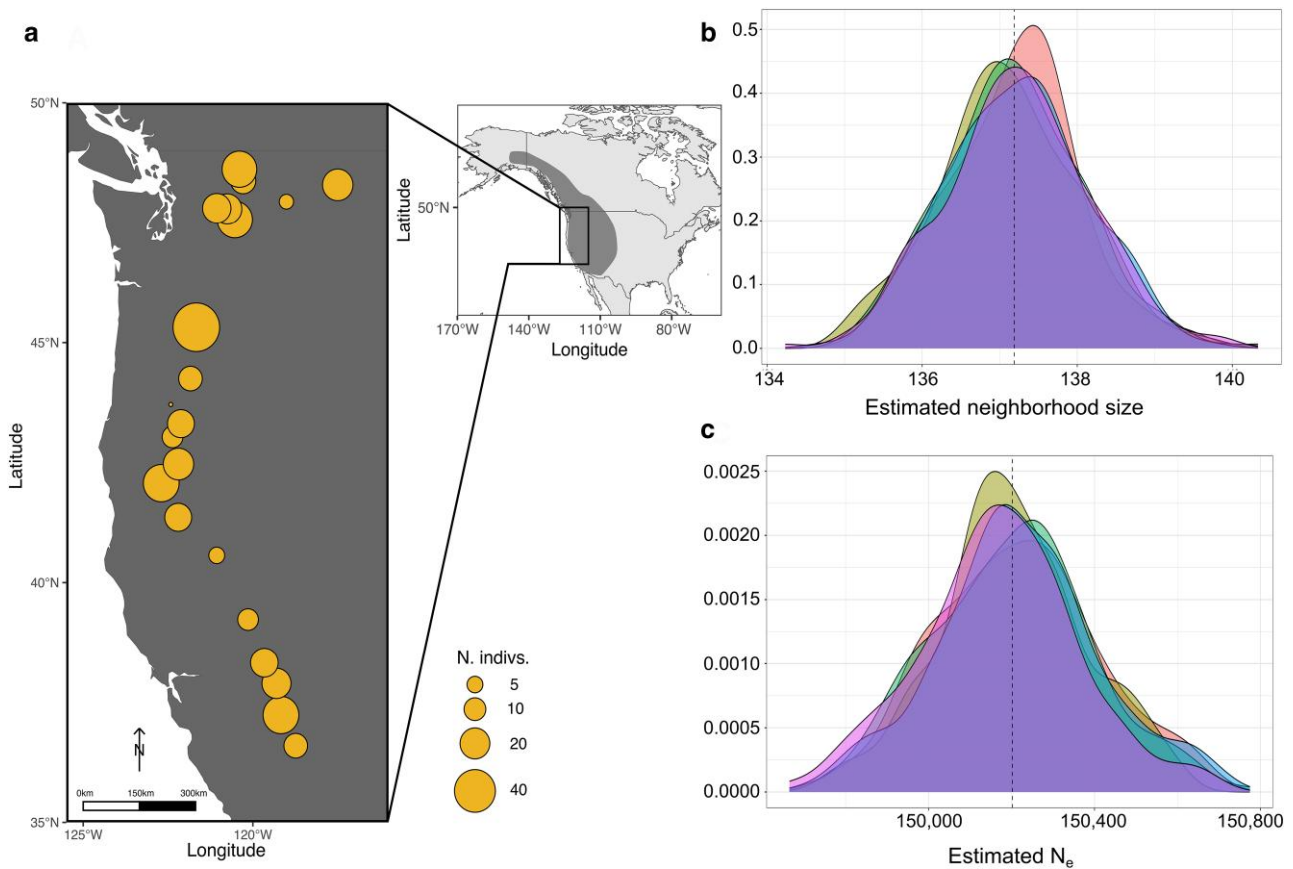 a
50°N
45°N
40°N
35°N
Latitude
125°W
120°W
Longitude
N
0km
150km
300km
Latitude
50°N
170°W
140°W
110°W
80°W
Longitude
N. indivs.
5
10
20
40
b
0.5
0.4
0.3
0.2
0.1
0.0
134
136
138
140
Estimated neighborhood size
c
0.0025
0.0020
0.0015
0.0010
0.0005
0.0000
150,000
150,400
150,800
Estimated Ne